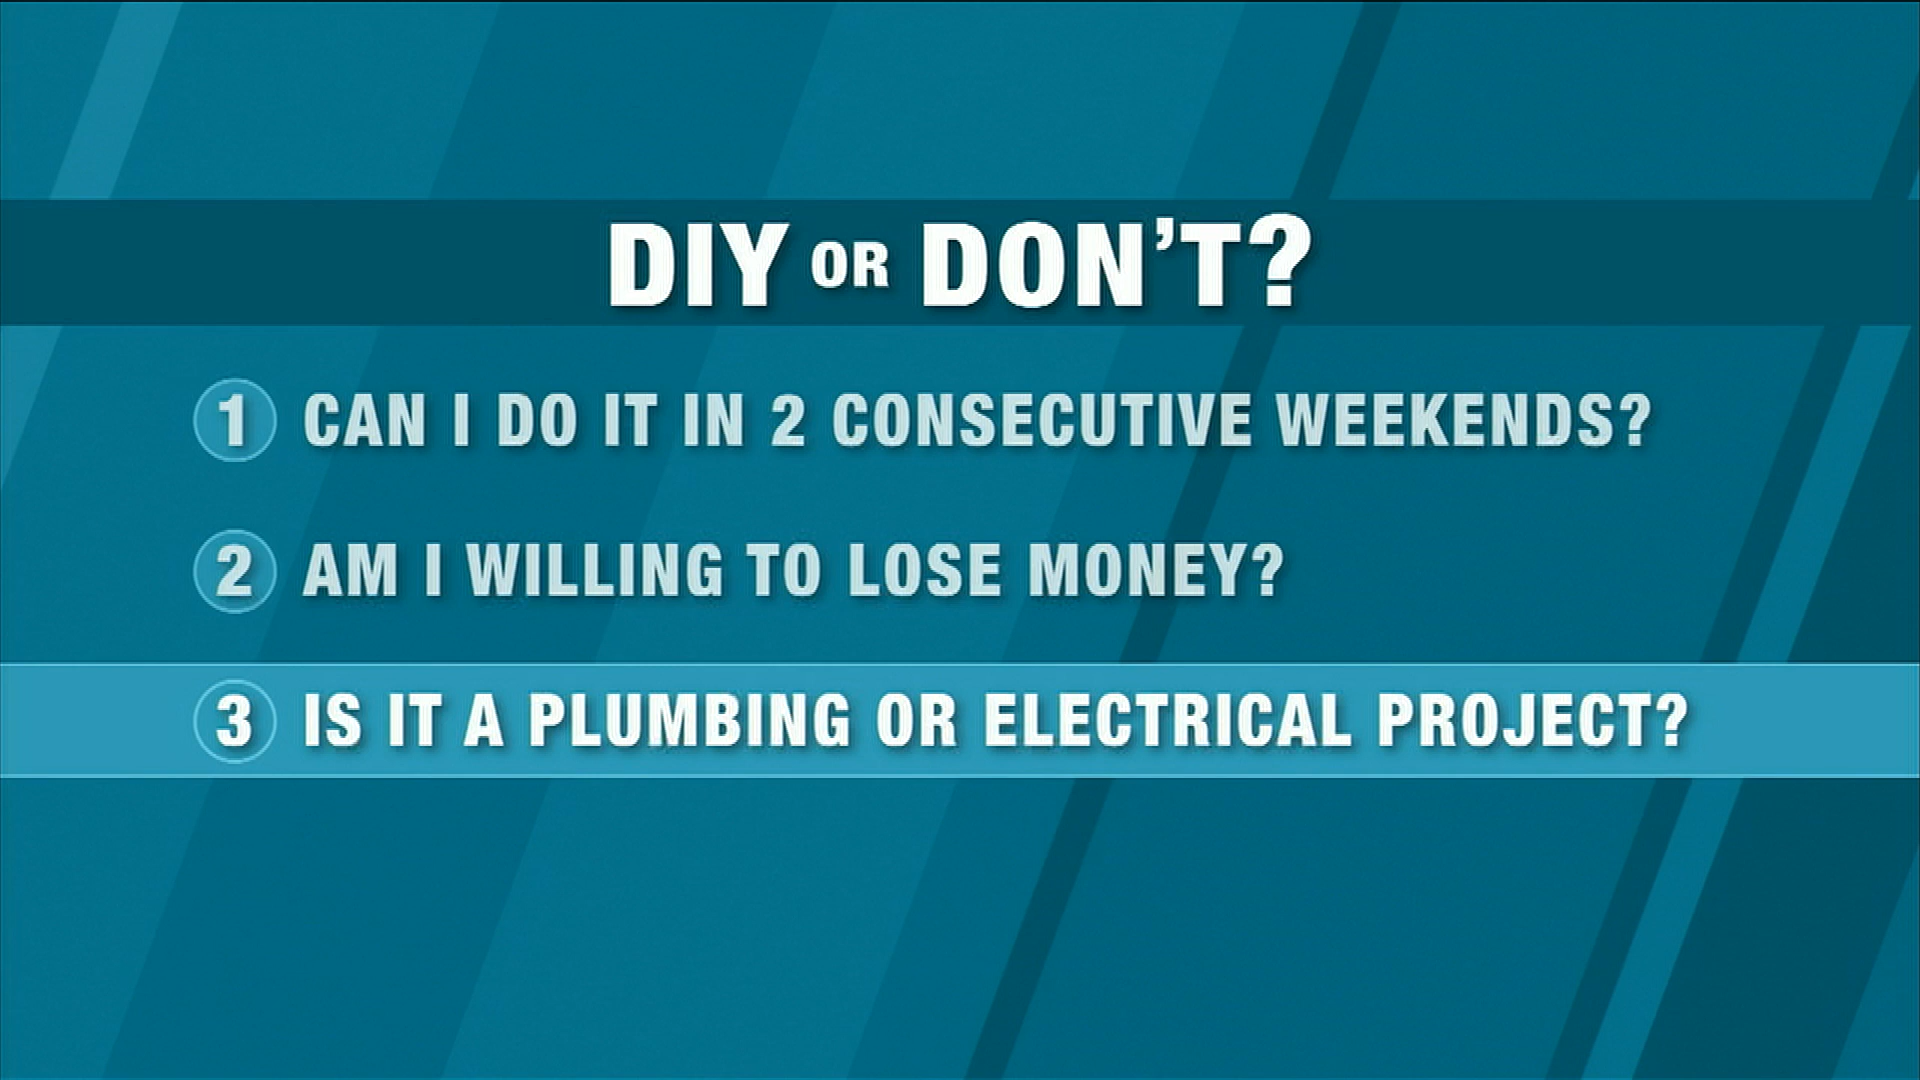 DIY OR DON'T?
1 CAN I DO IT IN 2 CONSECUTIVE WEEKENDS?
2 AM I WILLING TO LOSE MONEY?
3 IS IT A PLUMBING OR ELECTRICAL PROJECT?